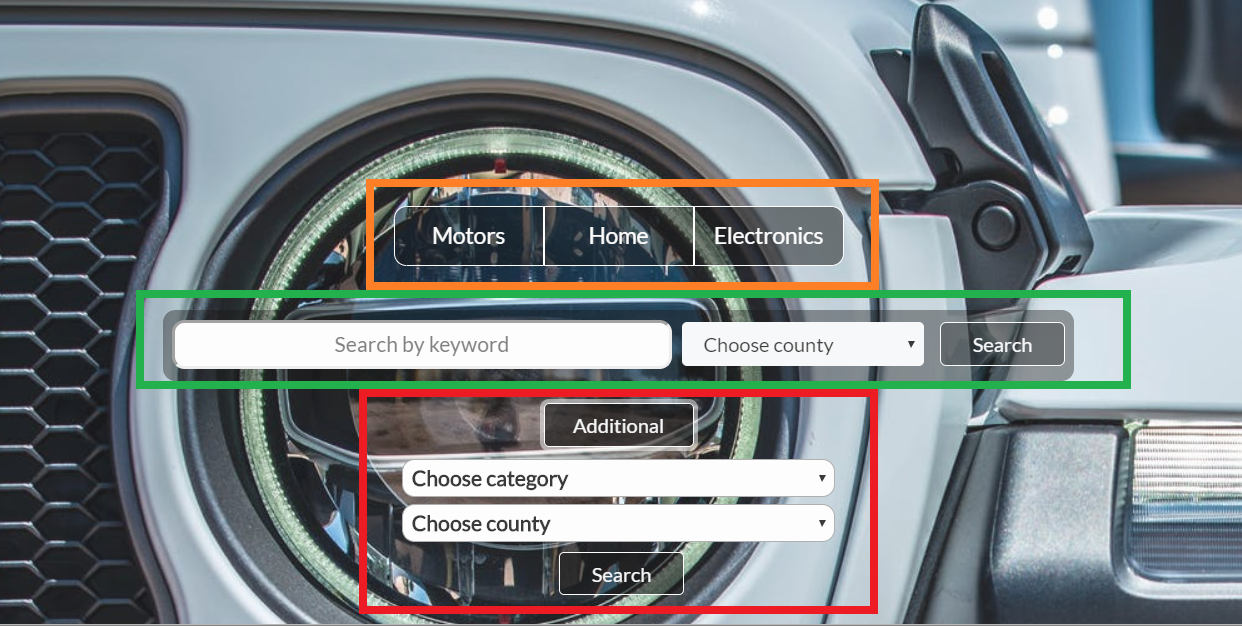 Motors Home Electronics
Search by keyword Choose county Search
Additional
Choose category
Choose county
Search